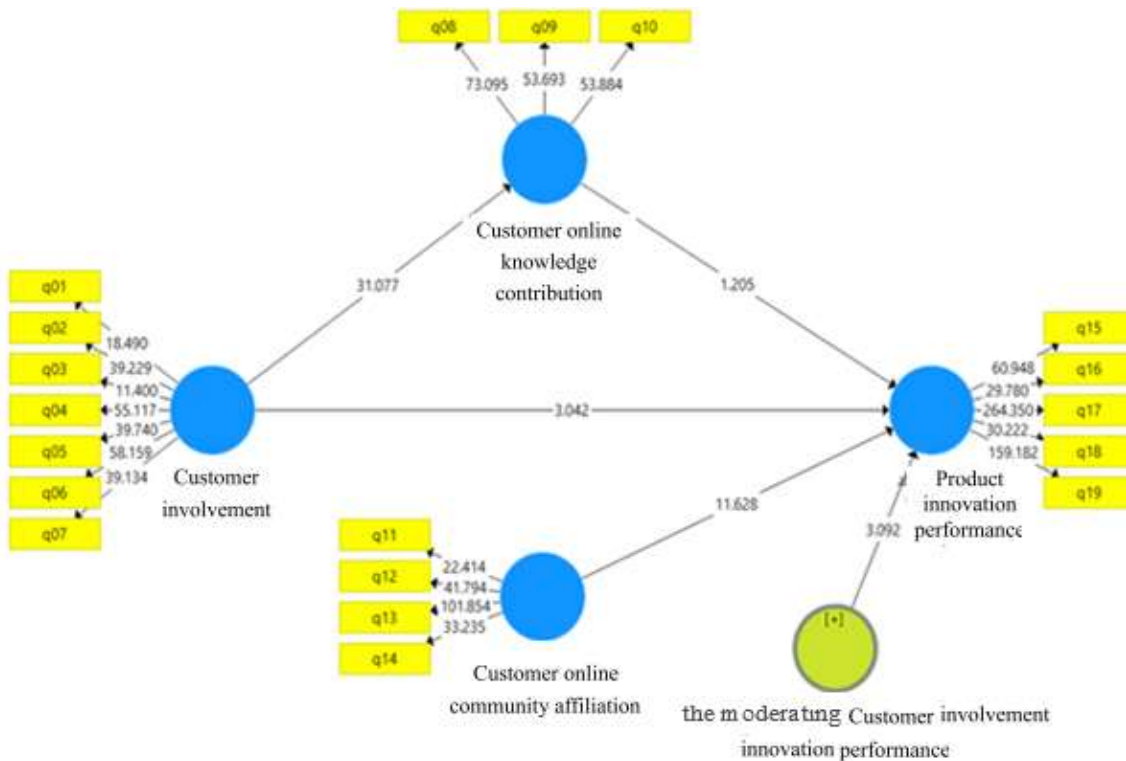 q08
q09
q10
73.095
53.693
53.884
Customer online
knowledge
contribution
31.077
1.205
q01
q02
q03
q04
q05
q06
q07
18.490
39.229
11.400
55.117
39.740
58.159
39.134
Customer
involvement
3.042
q15
q16
q17
q18
q19
60.948
29.780
264.350
30.222
159.182
Product
innovation
performance
11.628
3.092
q11
q12
q13
q14
22.414
41.794
101.854
33.235
Customer online
community affiliation
[+]
the moderating Customer involvement
innovation performance